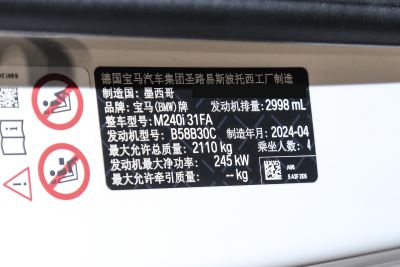 德国宝马汽车集团圣路易斯波托西工厂制造
制造国：墨西哥
品牌：宝马(BMW)牌 发动机排量：2998 mL
整车型号：M240i 31FA
发动机型号：B58B30C 制造年月：2024-04
最大允许总质量：2110 kg 乘坐人数：4
发动机最大净功率：245 kW
最大允许牵引质量：-- kg
A96
5 A3F 2E6